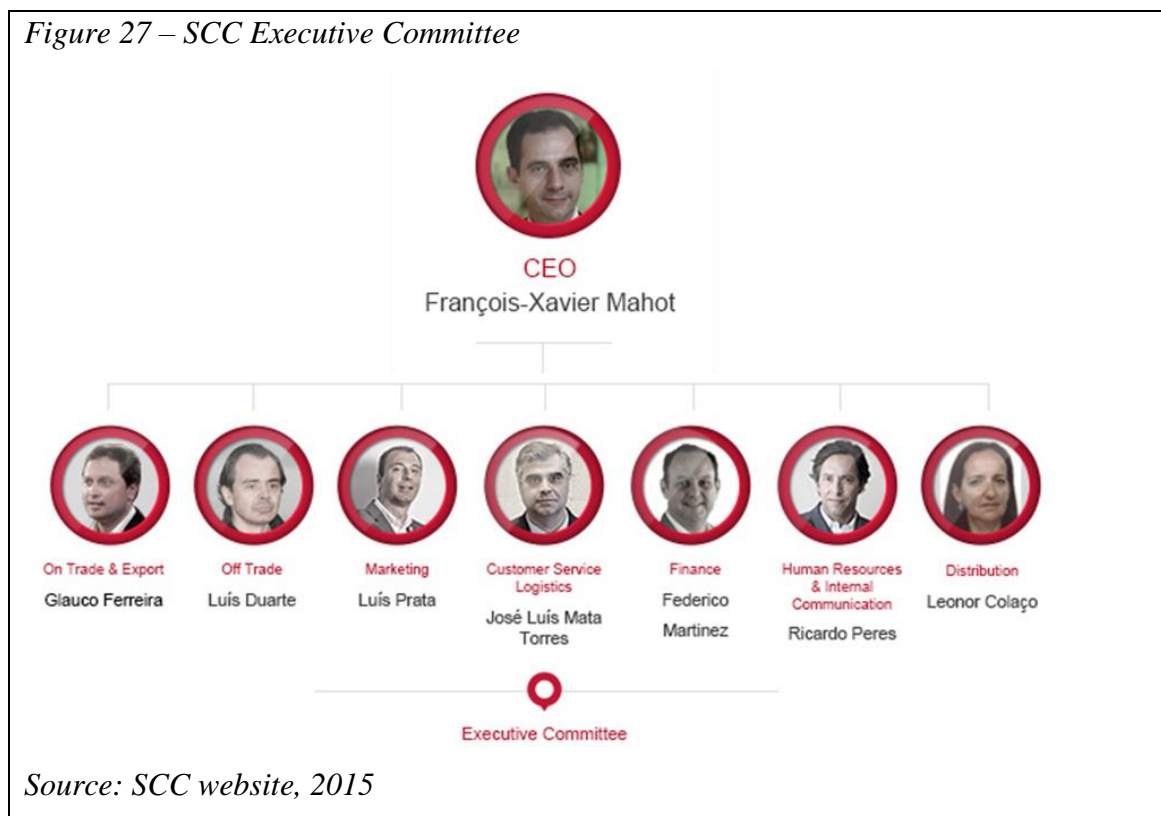 Figure 27 – SCC Executive Committee
CEO
François-Xavier Mahot
On Trade & Export
Glauco Ferreira
Off Trade
Luís Duarte
Marketing
Luís Prata
Customer Service
Logistics
José Luís Mata
Torres
Finance
Federico
Martinez
Human Resources
& Internal
Communication
Ricardo Peres
Distribution
Leonor Colaço
Executive Committee
Source: SCC website, 2015